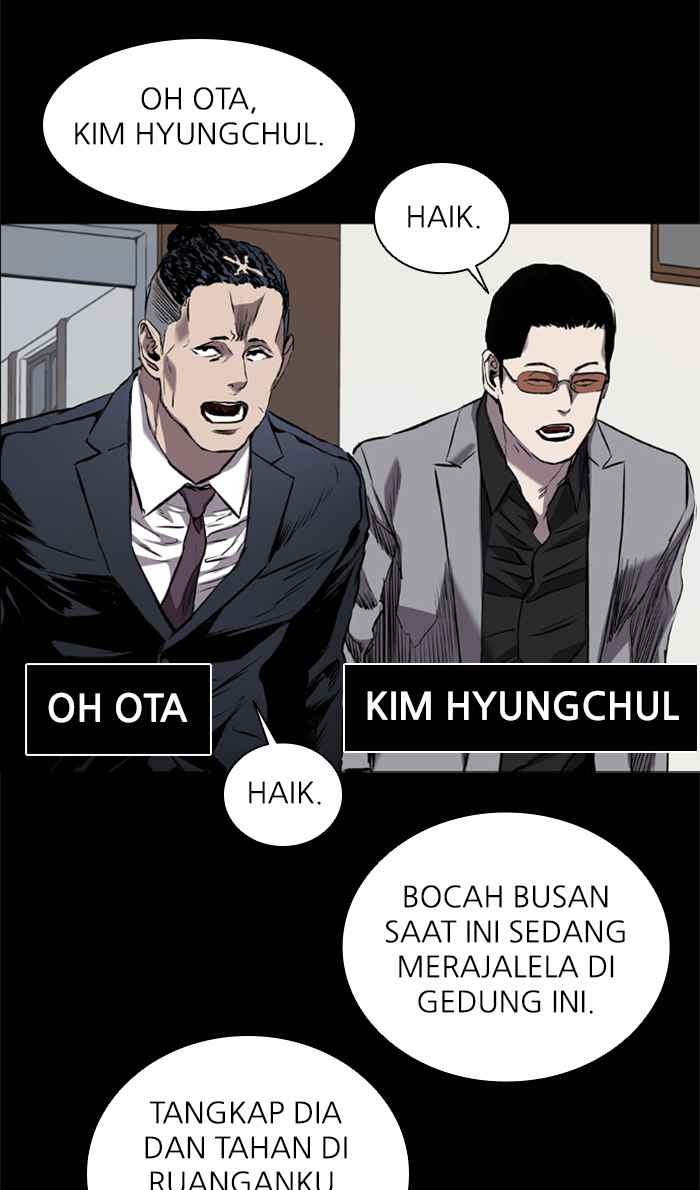 OH OTA,
KIM HYUNGCHUL.
HAIK.
OH OTA
KIM HYUNGCHUL
HAIK.
BOCAH BUSAN
SAAT INI SEDANG
MERAJALELA DI
GEDUNG INI.
TANGKAP DIA
DAN TAHAN DI
RUANGANKU